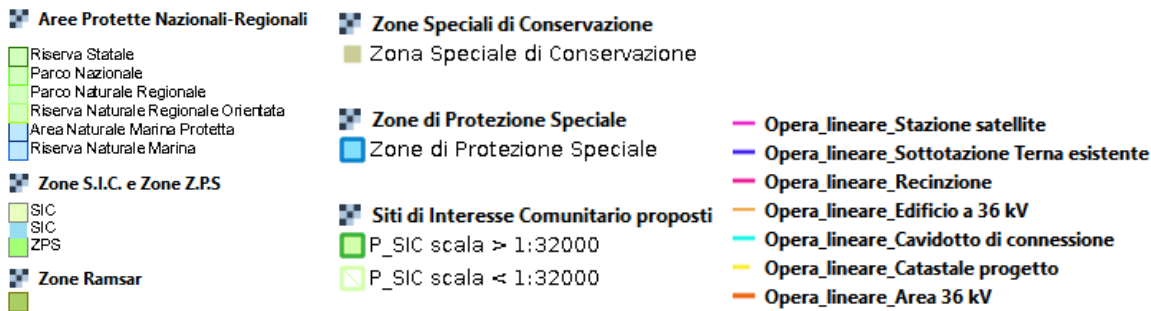 Aree Protette Nazionali-Regionali
Riserva Statale
Parco Nazionale
Parco Naturale Regionale
Riserva Naturale Regionale Orientata
Area Naturale Marina Protetta
Riserva Naturale Marina
Zone S.I.C. e Zone Z.P.S
SIC
SIC
ZPS
Zone Ramsar
Zone Speciali di Conservazione
Zona Speciale di Conservazione
Zone di Protezione Speciale
Zone di Protezione Speciale
Siti di Interesse Comunitario proposti
P_SIC scala > 1:32000
P_SIC scala < 1:32000
Opera_lineare_Stazione satellite
Opera_lineare_Sottotazione Terna esistente
Opera_lineare_Recinzione
Opera_lineare_Edificio a 36 kV
Opera_lineare_Cavidotto di connessione
Opera_lineare_Catastale progetto
Opera_lineare_Area 36 kV